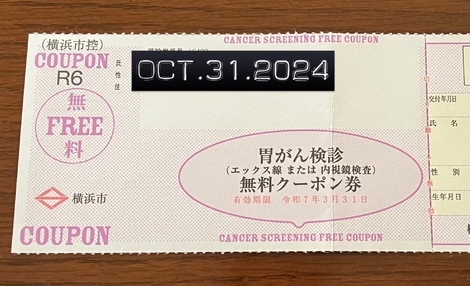 (横浜市控)
COUPON
R6
無
FREE
料
横浜市
COUPON
CANCER SCREENING FREE COUPON
氏
性
OCT.31.2024
胃がん検診
(エックス線 または 内視鏡検査)
無料クーポン券
有効期限 令和7年3月31日
CANCER SCREENING FREE COUPON
交付年月日
氏 名
性 別
生年月日